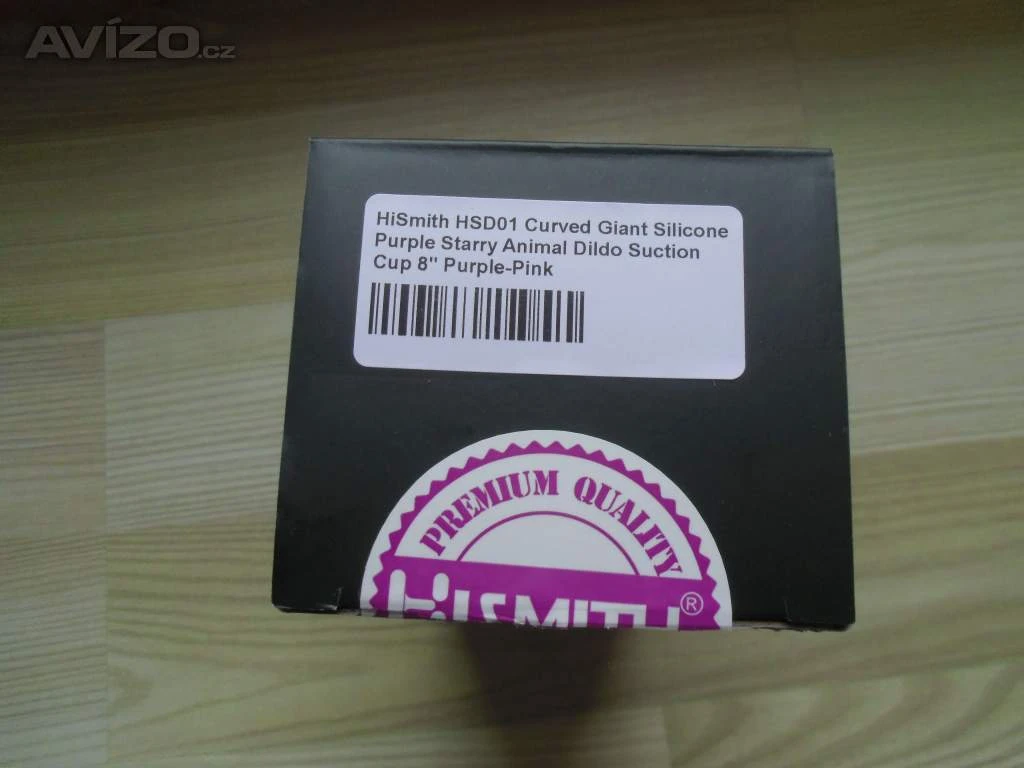 AVÍZO.cz
HiSmith HSD01 Curved Giant Silicone
Purple Starry Animal Dildo Suction
Cup 8" Purple-Pink
PREMIUM QUALITY
HiSMITH®